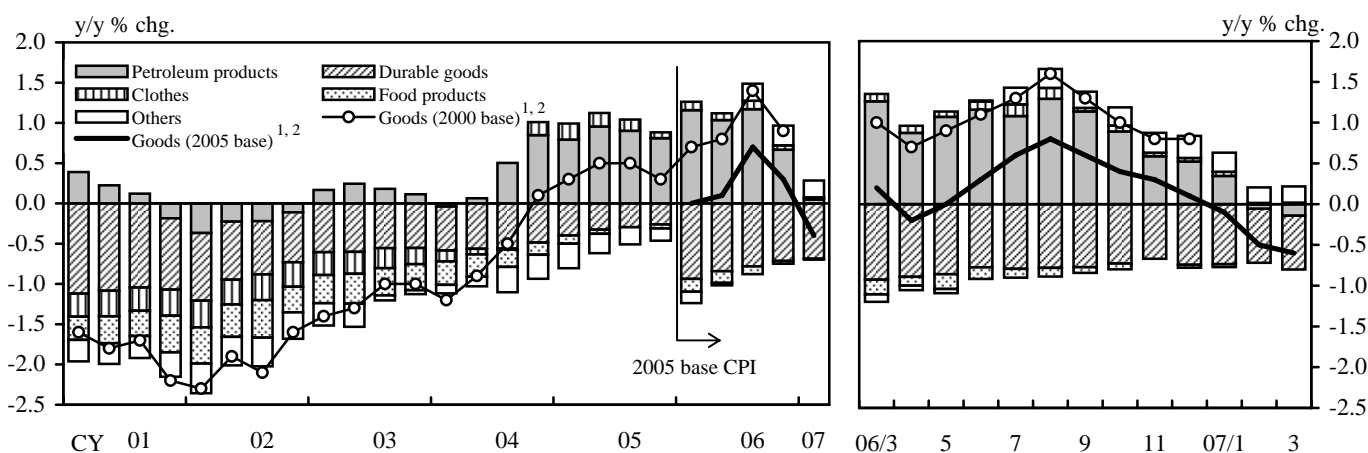 y/y % chg.
y/y % chg.
2.0
1.5
1.0
0.5
0.0
-0.5
-1.0
-1.5
-2.0
-2.5
Petroleum products
Durable goods
Clothes
Food products
Others
Goods (2000 base) 1, 2
Goods (2005 base) 1, 2
2005 base CPI
CY 01 02 03 04 05 06 07
2.0
1.5
1.0
0.5
0.0
-0.5
-1.0
-1.5
-2.0
-2.5
06/3 5 7 9 11 07/1 3